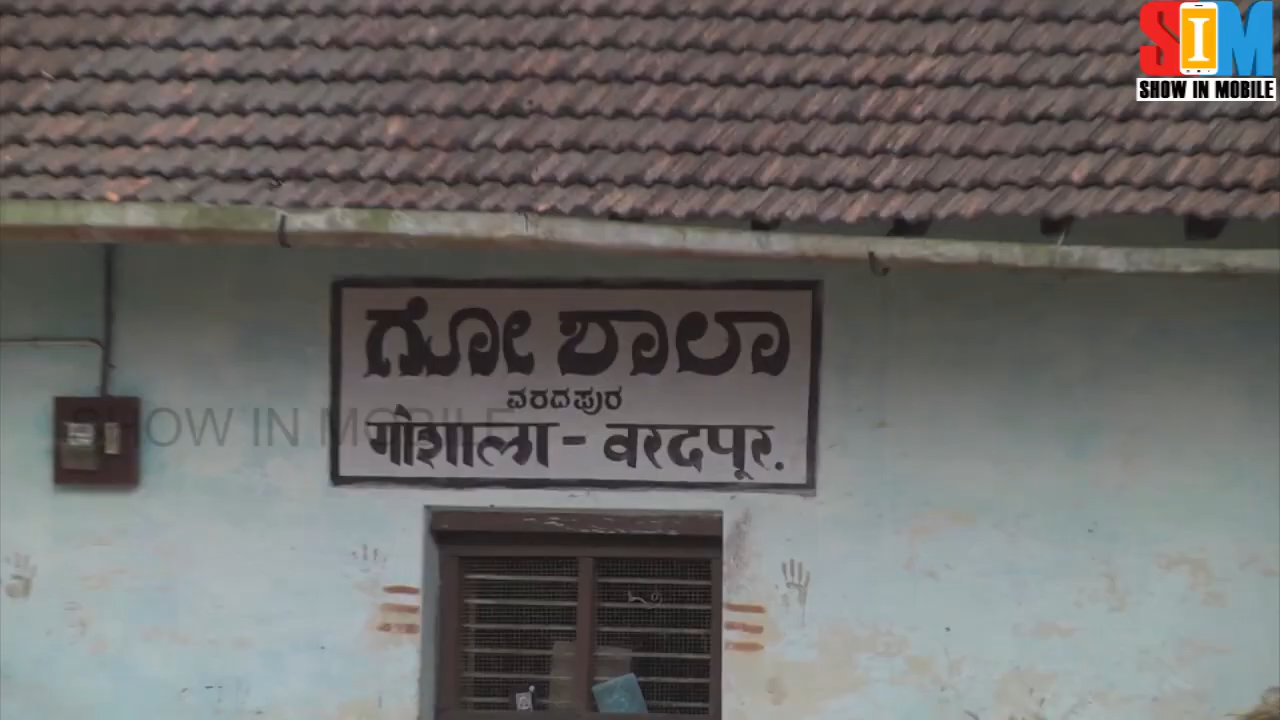 SIM
SHOW IN MOBILE
ಗೋ ಶಾಲಾ
ವರದಪುರ
SHOW IN MOBILE
गोशाला - वरदपूर.